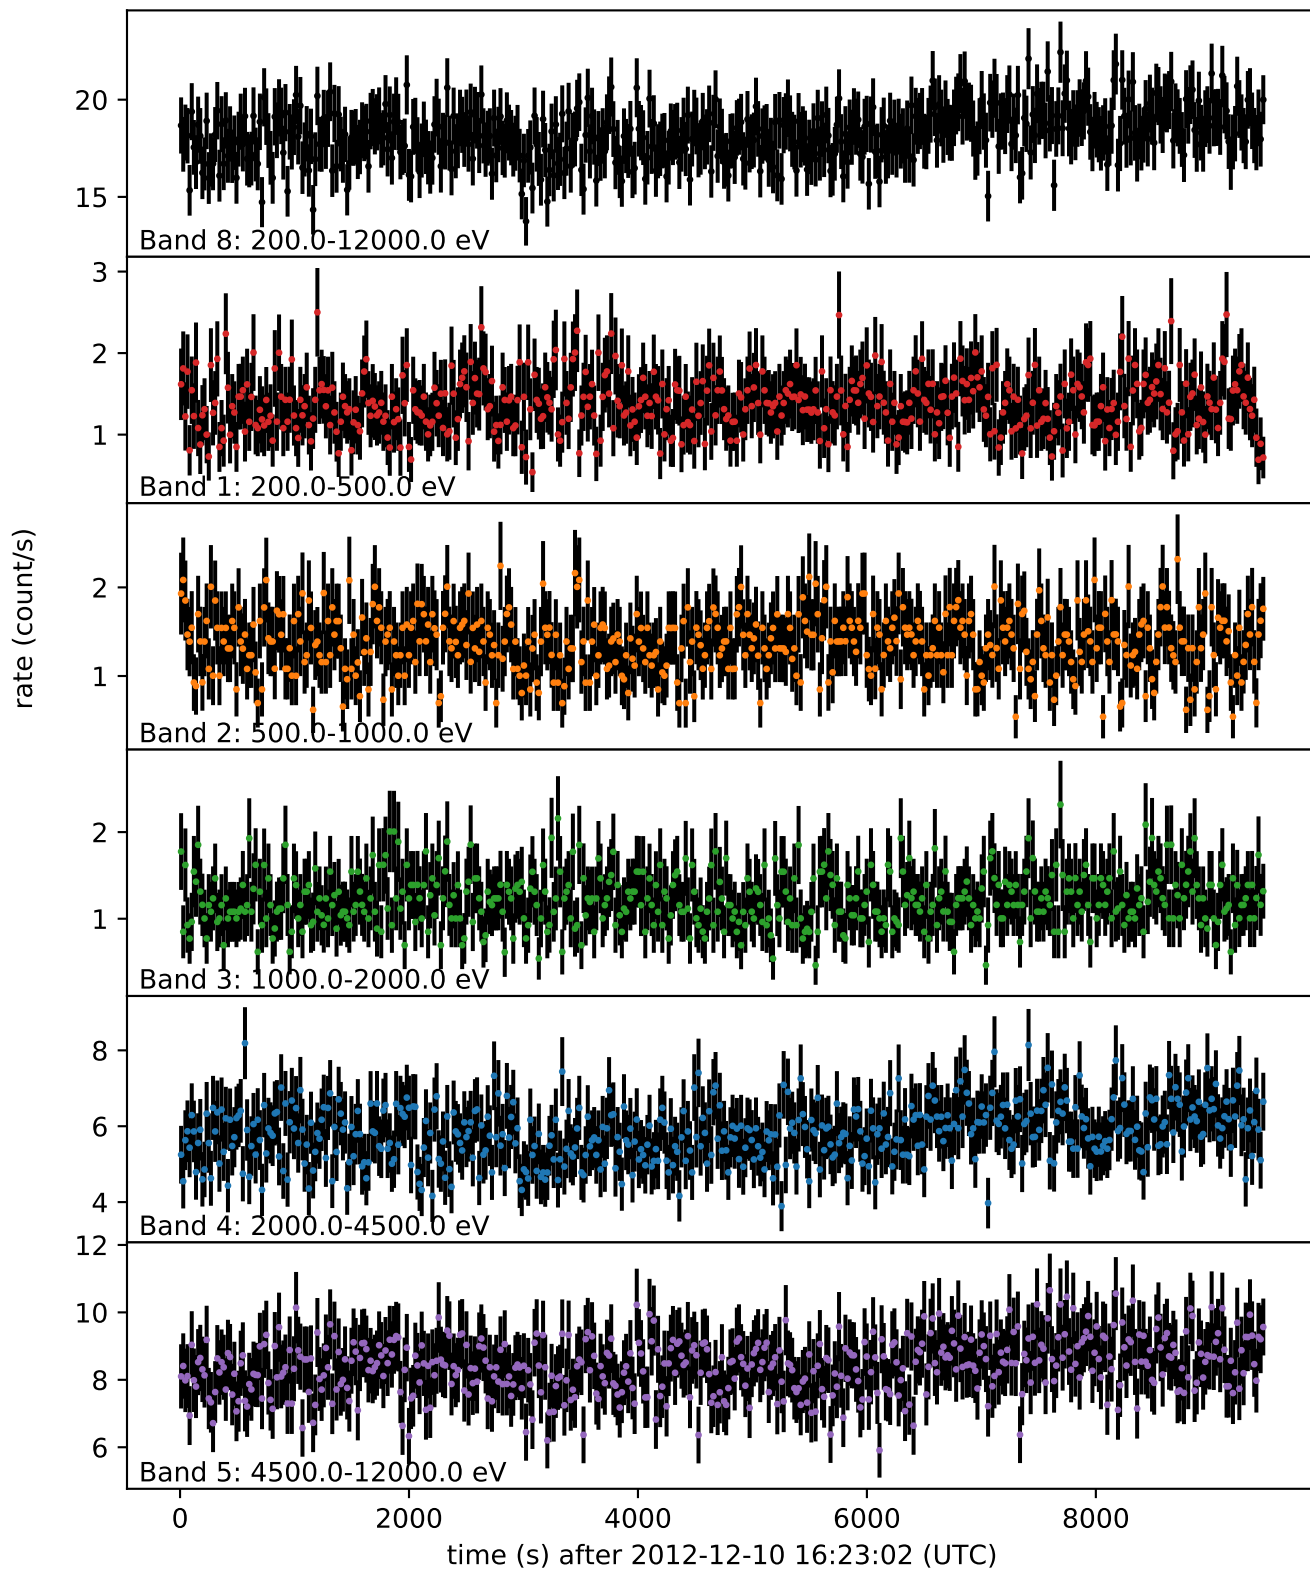 20
15
Band 8: 200.0-12000.0 eV
3
2
1
Band 1: 200.0-500.0 eV
rate (count/s)
2
1
Band 2: 500.0-1000.0 eV
2
1
Band 3: 1000.0-2000.0 eV
8
6
4
Band 4: 2000.0-4500.0 eV
12
10
8
6
Band 5: 4500.0-12000.0 eV
0 2000 4000 6000 8000
time (s) after 2012-12-10 16:23:02 (UTC)